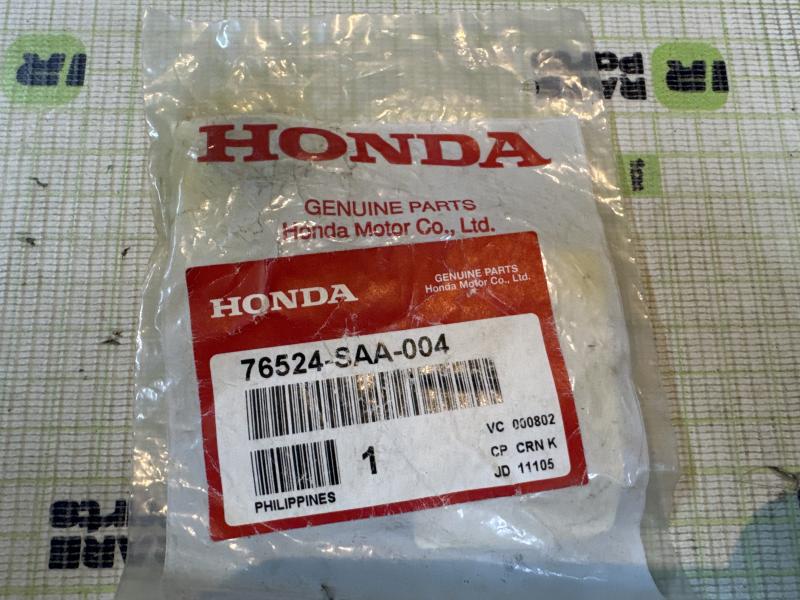 HONDA
GENUINE PARTS
Honda Motor Co., Ltd.
HONDA
GENUINE PARTS
Honda Motor Co., Ltd.
76524-SAA-004
1
VC 000802
CP CRN K
JD 11105
PHILIPPINES